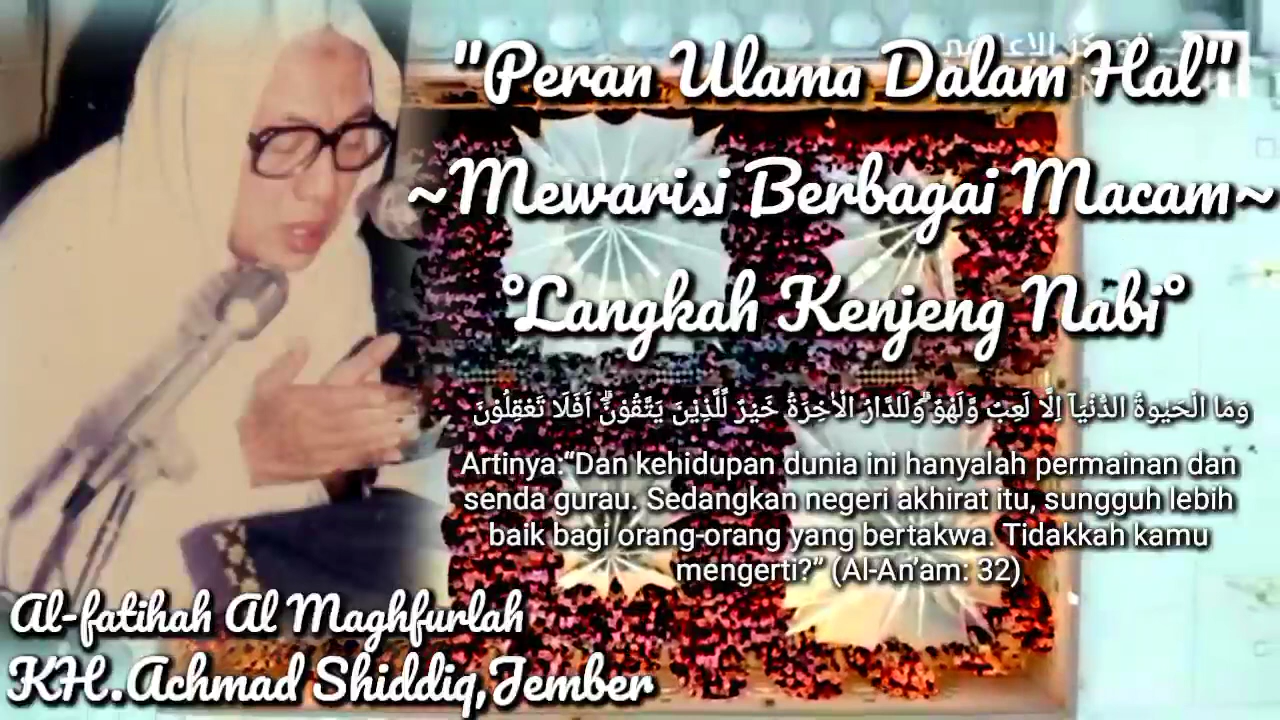 المركز الإعلامي
"Peran Ulama Dalam Hal"
~Mewarisi Berbagai Macam~
°Langkah Kenjeng Nabi°
وَمَا الْحَيٰوةُ الدُّنْيَآ اِلَّا لَعِبٌ وَّلَهْوٌ ۗوَلَلدَّارُ الْاٰخِرَةُ خَيْرٌ لِّلَّذِيْنَ يَتَّقُوْنَۗ اَفَلَا تَعْقِلُوْنَ
Artinya:“Dan kehidupan dunia ini hanyalah permainan dan
senda gurau. Sedangkan negeri akhirat itu, sungguh lebih
baik bagi orang-orang yang bertakwa. Tidakkah kamu
mengerti?” (Al-An’am: 32)
Al-fatihah Al Maghfurlah
KH.Achmad Shiddiq,Jember